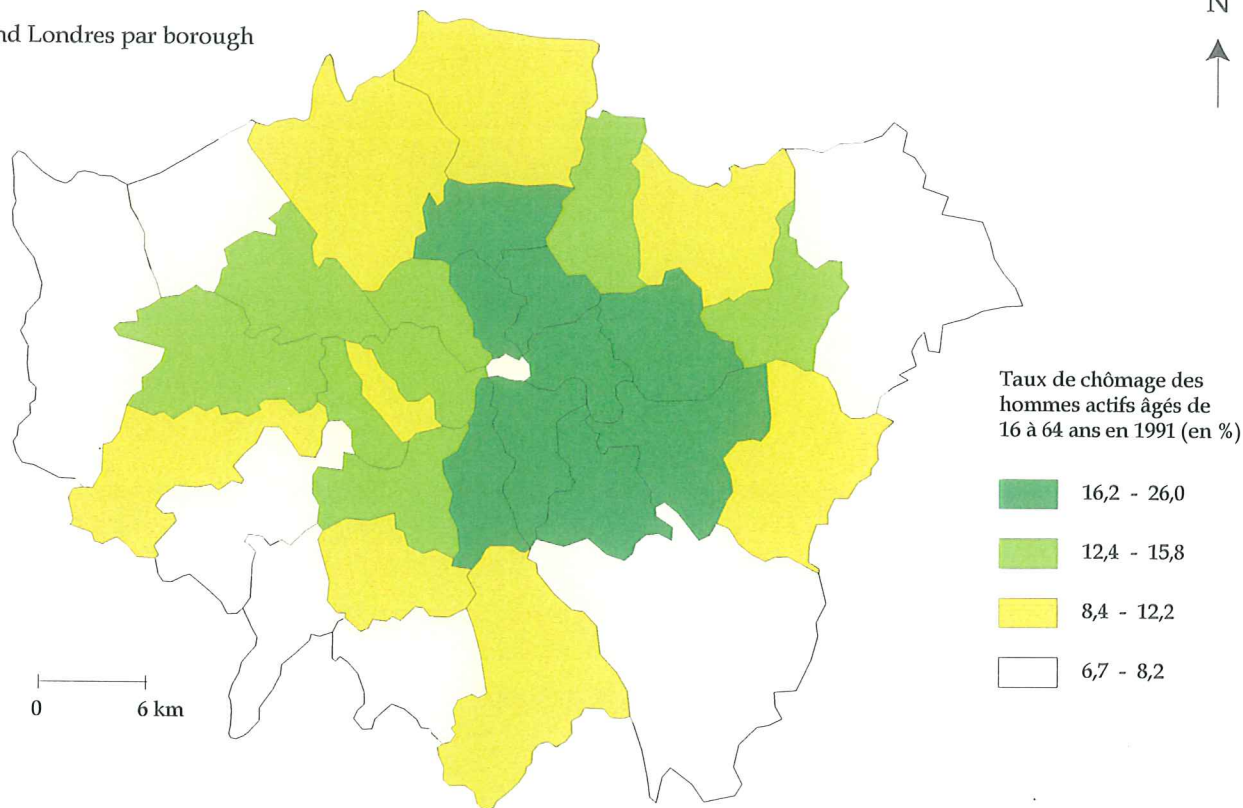 nd Londres par borough
N
Taux de chômage des
hommes actifs âgés de
16 à 64 ans en 1991 (en %)
16,2 - 26,0
12,4 - 15,8
8,4 - 12,2
6,7 - 8,2
0 6 km